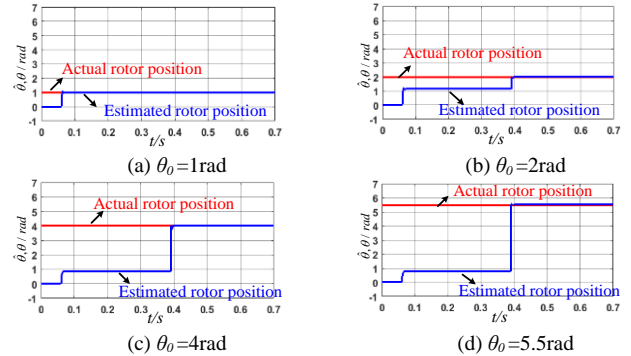 7
6
5
4
3
2
1
0
-1
θ̂,θ / rad
Actual rotor position
Estimated rotor position
0 0.1 0.2 0.3 0.4 0.5 0.6 0.7
t/s
(a) θ0=1rad
7
6
5
4
3
2
1
0
-1
θ̂,θ / rad
Actual rotor position
Estimated rotor position
0 0.1 0.2 0.3 0.4 0.5 0.6 0.7
t/s
(b) θ0=2rad
7
6
5
4
3
2
1
0
-1
θ̂,θ / rad
Actual rotor position
Estimated rotor position
0 0.1 0.2 0.3 0.4 0.5 0.6 0.7
t/s
(c) θ0=4rad
7
6
5
4
3
2
1
0
-1
θ̂,θ / rad
Actual rotor position
Estimated rotor position
0 0.1 0.2 0.3 0.4 0.5 0.6 0.7
t/s
(d) θ0=5.5rad